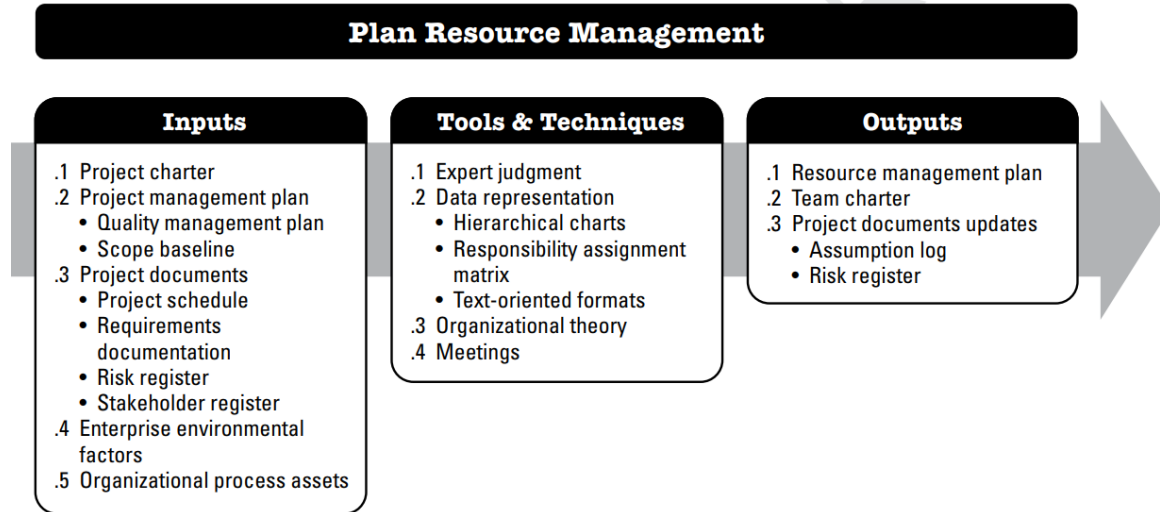 Plan Resource Management
Inputs
.1 Project charter
.2 Project management plan
• Quality management plan
• Scope baseline
.3 Project documents
• Project schedule
• Requirements
documentation
• Risk register
• Stakeholder register
.4 Enterprise environmental
factors
.5 Organizational process assets
Tools & Techniques
.1 Expert judgment
.2 Data representation
• Hierarchical charts
• Responsibility assignment
matrix
• Text-oriented formats
.3 Organizational theory
.4 Meetings
Outputs
.1 Resource management plan
.2 Team charter
.3 Project documents updates
• Assumption log
• Risk register